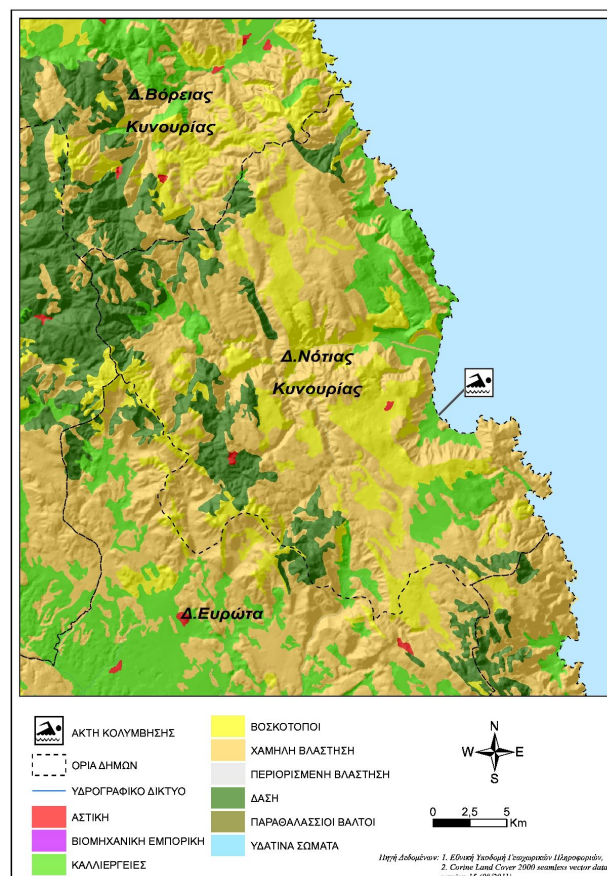 Δ.Βόρειας
Κυνουρίας
Δ.Νότιας
Κυνουρίας
Δ.Ευρώτα
ΑΚΤΗ ΚΟΛΥΜΒΗΣΗΣ
ΟΡΙΑ ΔΗΜΩΝ
ΥΔΡΟΓΡΑΦΙΚΟ ΔΙΚΤΥΟ
ΑΣΤΙΚΗ
ΒΙΟΜΗΧΑΝΙΚΗ ΕΜΠΟΡΙΚΗ
ΚΑΛΛΙΕΡΓΕΙΕΣ
ΒΟΣΚΟΤΟΠΟΙ
ΧΑΜΗΛΗ ΒΛΑΣΤΗΣΗ
ΠΕΡΙΟΡΙΣΜΕΝΗ ΒΛΑΣΤΗΣΗ
ΔΑΣΗ
ΠΑΡΑΘΑΛΑΣΣΙΟΙ ΒΑΛΤΟΙ
ΥΔΑΤΙΝΑ ΣΩΜΑΤΑ
N
W E
S
0 2,5 5
Km
Πηγή Δεδομένων: 1. Εθνική Υποδομή Γεωχωρικών Πληροφοριών,
2. Corine Land Cover 2000 seamless vector data